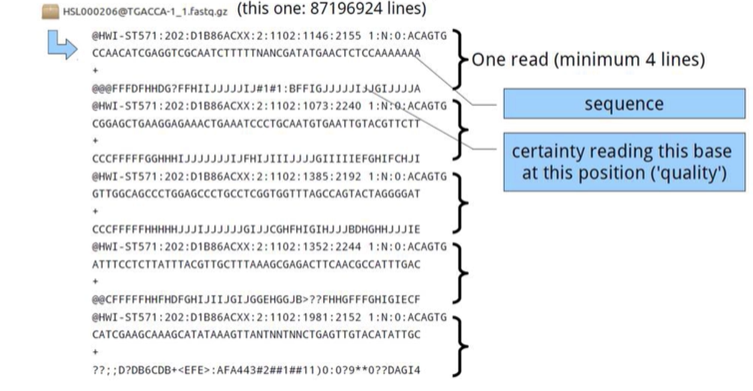 HSL000206@TGACCA-1_1.fastq.gz (this one: 87196924 lines)
@HWI-ST571:202:D1B86ACXX:2:1102:1146:2155 1:N:0:ACAGTG
CCAACATCGAGGTCGCAATCTTTTTNANCGATATGAACTCTCCAAAAAAA
+
@@@FFFDFHHDG?FFHIIJJJJJIJ#1#1:BFFIGJJJJJIJJGIJJJJA
One read (minimum 4 lines)
@HWI-ST571:202:D1B86ACXX:2:1102:1073:2240 1:N:0:ACAGTG
CGGAGCTGAAGGAGAAACTGAAATCCCTGCAATGTGAATTGTACGTTCTT
+
CCCFFFFFGGHHHIJJJJJJJIJFHIJIIIJJJJGIIIIIEFGHIFCHJI
sequence
certainty reading this base
at this position ('quality')
@HWI-ST571:202:D1B86ACXX:2:1102:1385:2192 1:N:0:ACAGTG
GTTGGCAGCCCTGGAGCCCTGCCTCGGTGGTTTAGCCAGTACTAGGGGAT
+
CCCFFFFFHHHHHJJJIJJJJJJGIJJCGHFHIGIHJJJBDHGHHJJJIE
@HWI-ST571:202:D1B86ACXX:2:1102:1352:2244 1:N:0:ACAGTG
ATTTCCTCTTATTTACGTTGCTTTAAAGCGAGACTTCAACGCCATTTGAC
+
@@CFFFFFHHFHDFGHIJIIJGIJGGEHGGJB>??FHHGFFFGHIGIECF
@HWI-ST571:202:D1B86ACXX:2:1102:1981:2152 1:N:0:ACAGTG
CATCGAAGCAAAGCATATAAAGTTANTNNTNNCTGAGTTGTACATATTGC
+
??;;D?DB6CDB+<EFE>:AFA443#2##1##11)0:0?9**0??DAGI4